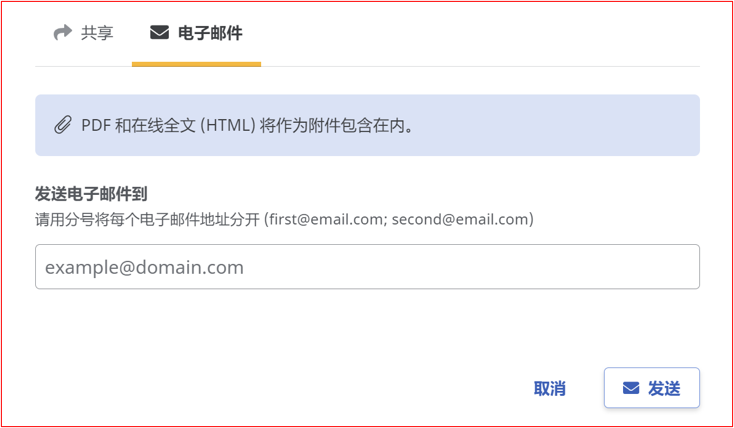 共享 电子邮件
PDF 和在线全文 (HTML) 将作为附件包含在内。
发送电子邮件到
请用分号将每个电子邮件地址分开 (first@email.com; second@email.com)
example@domain.com
取消 发送